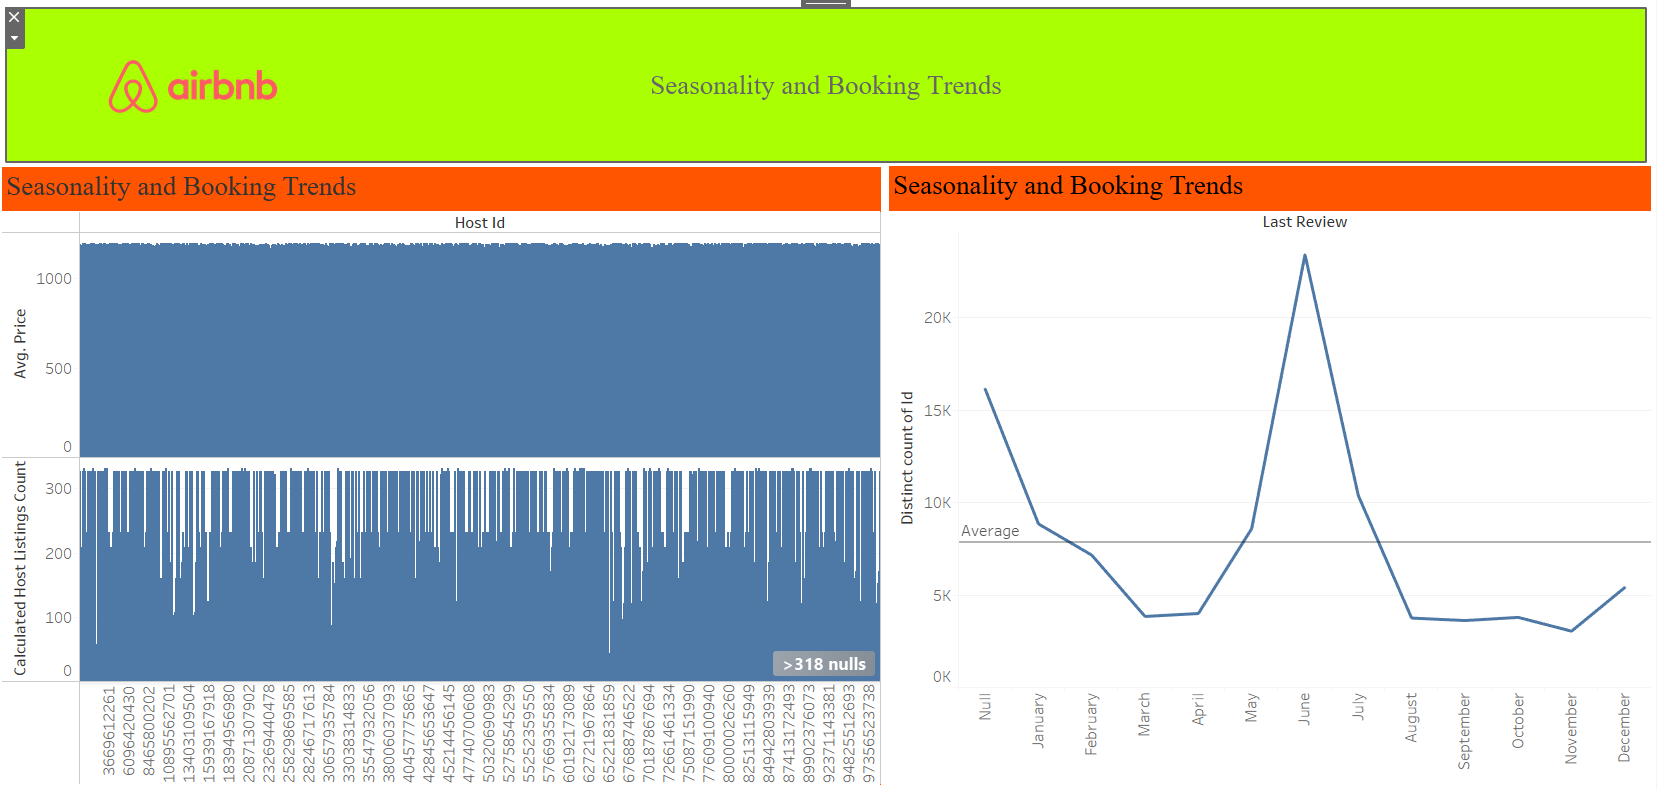 airbnb
Seasonality and Booking Trends
Seasonality and Booking Trends
Host Id
Avg. Price
1000
500
0
Calculated Host Listings Count
300
200
100
0
>318 nulls
3669612261
6096420430
8465800202
10895562701
13403109504
15939167918
18394956980
20871307902
23269440478
25829869585
28246717613
30657935784
33038314833
35547932056
38006037093
40457775865
42845653647
45214456145
47740700608
50320690983
52758545299
55252359550
57669355834
60192173089
62721967864
65221831859
67688746522
70187867694
72661461334
75087151990
77609100940
80000026260
82513115949
84942803939
87413172493
89902376073
92371143381
94825512693
97356523738
Seasonality and Booking Trends
Last Review
Distinct count of Id
20K
15K
10K
5K
0K
Average
Null
January
February
March
April
May
June
July
August
September
October
November
December